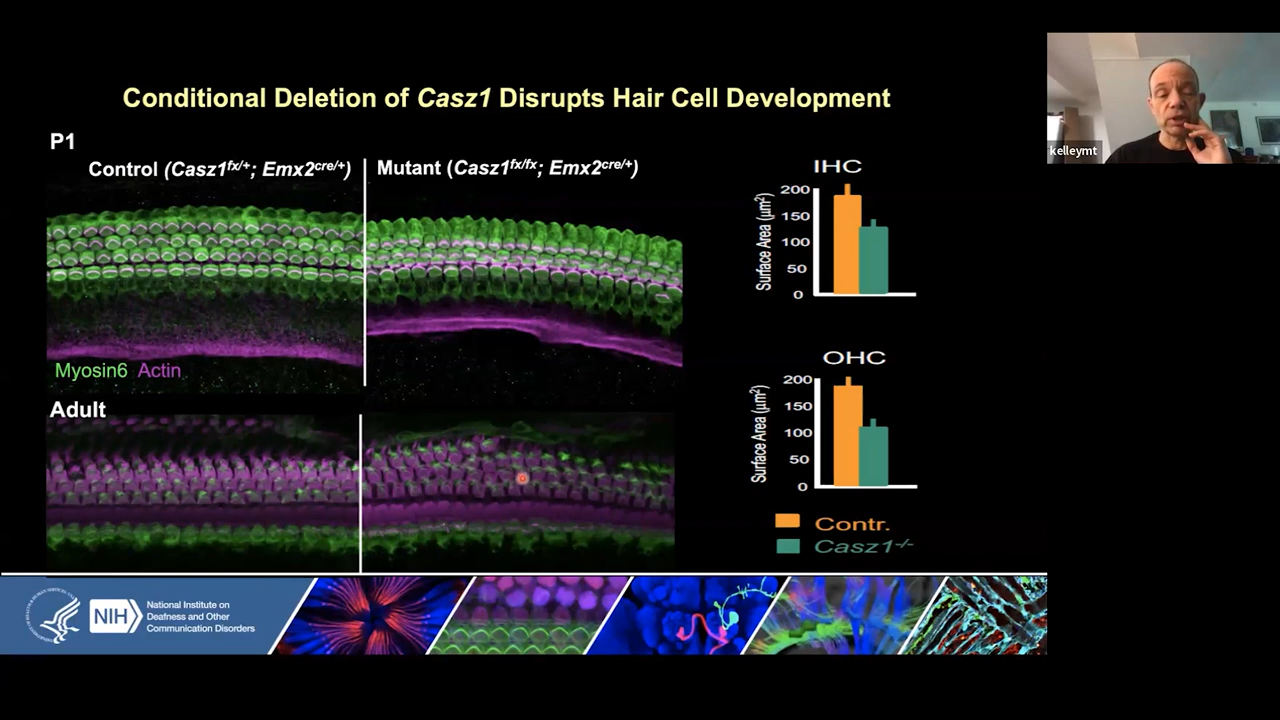 Conditional Deletion of Casz1 Disrupts Hair Cell Development
P1
Control (Casz1fx/+; Emx2cre/+)
Mutant (Casz1fx/fx; Emx2cre/+)
Myosin6 Actin
Adult
IHC
Surface Area (µm2)
200
150
100
50
0
OHC
Surface Area (µm2)
200
150
100
50
0
Contr.
Casz1-/-
kelleymt
NIH
National Institute on
Deafness and Other
Communication Disorders